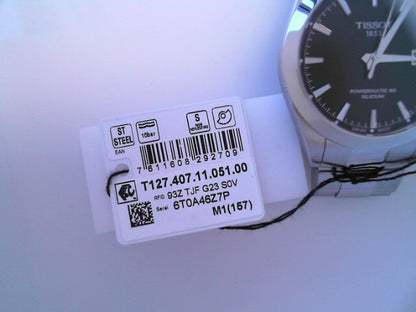 TISSOT
1853
POWERMATIC 80
SILICIUM
ST
STEEL
10bar
S
EAN
7611608292709
T127.407.11.051.00
RFID 93Z TJF G23 S0V
Serial 6T0A46Z7P
M1(157)